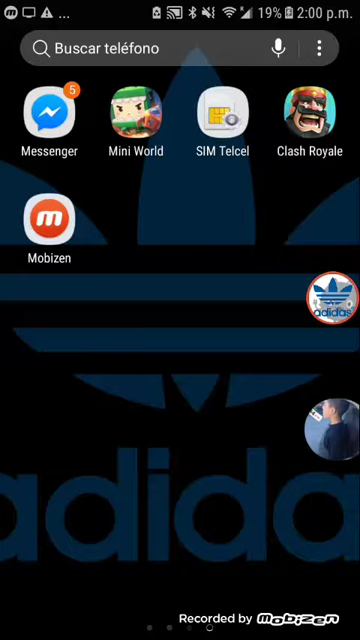 ... 19% 2:00 p.m.
Buscar teléfono
5
Messenger Mini World SIM Telcel Clash Royale
m
Mobizen
adidas
adidas
Recorded by Mobizen